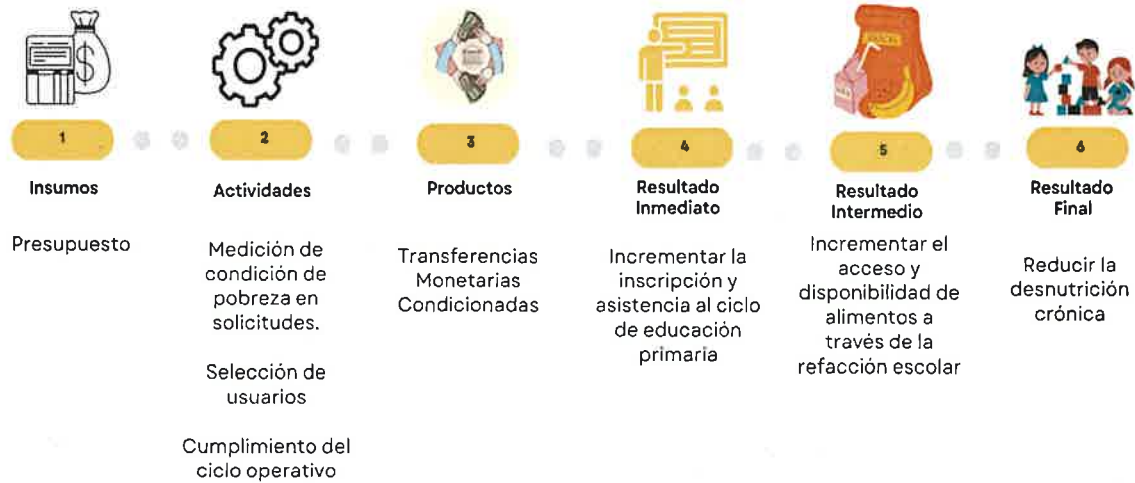 1
Insumos
Presupuesto
2
Actividades
Medición de
condición de
pobreza en
solicitudes.
Selección de
usuarios
Cumplimiento del
ciclo operativo
3
Productos
Transferencias
Monetarias
Condicionadas
4
Resultado
Inmediato
Incrementar la
inscripción y
asistencia al ciclo
de educación
primaria
5
Resultado
Intermedio
Incrementar el
acceso y
disponibilidad de
alimentos a
través de la
refacción escolar
6
Resultado
Final
Reducir la
desnutrición
crónica